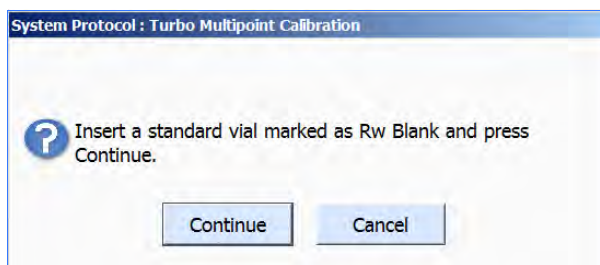 System Protocol : Turbo Multipoint Calibration
Insert a standard vial marked as Rw Blank and press
Continue.
Continue Cancel